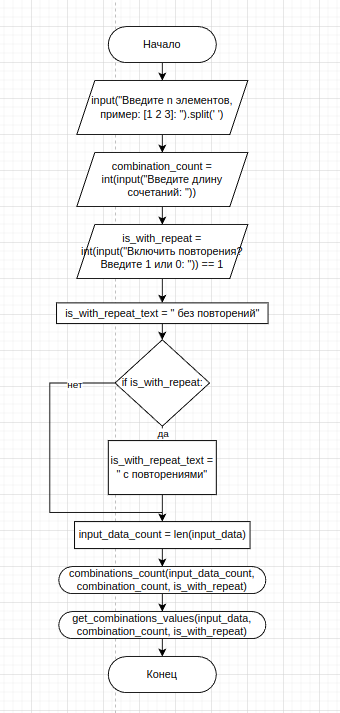 Начало
input("Введите n элементов,
пример: [1 2 3]: ").split(' ')
combination_count =
int(input("Введите длину
сочетаний: "))
is_with_repeat =
int(input("Включить повторения?
Введите 1 или 0: ")) == 1
is_with_repeat_text = " без повторений"
if is_with_repeat:
нет
да
is_with_repeat_text =
" с повторениями"
input_data_count = len(input_data)
combinations_count(input_data_count,
combination_count, is_with_repeat)
get_combinations_values(input_data,
combination_count, is_with_repeat)
Конец